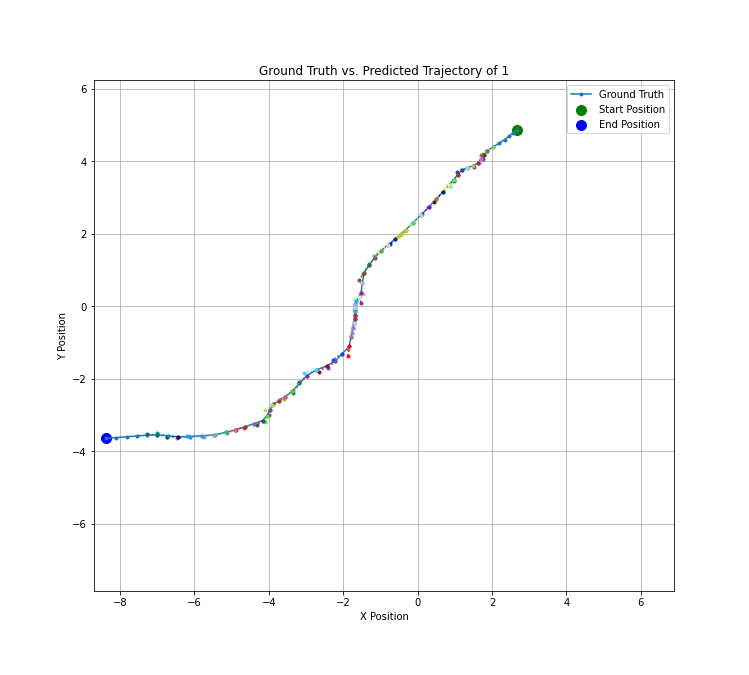 Ground Truth vs. Predicted Trajectory of 1
Ground Truth
Start Position
End Position
6
4
2
0
−2
−4
−6
Y Position
−8 −6 −4 −2 0 2 4 6
X Position